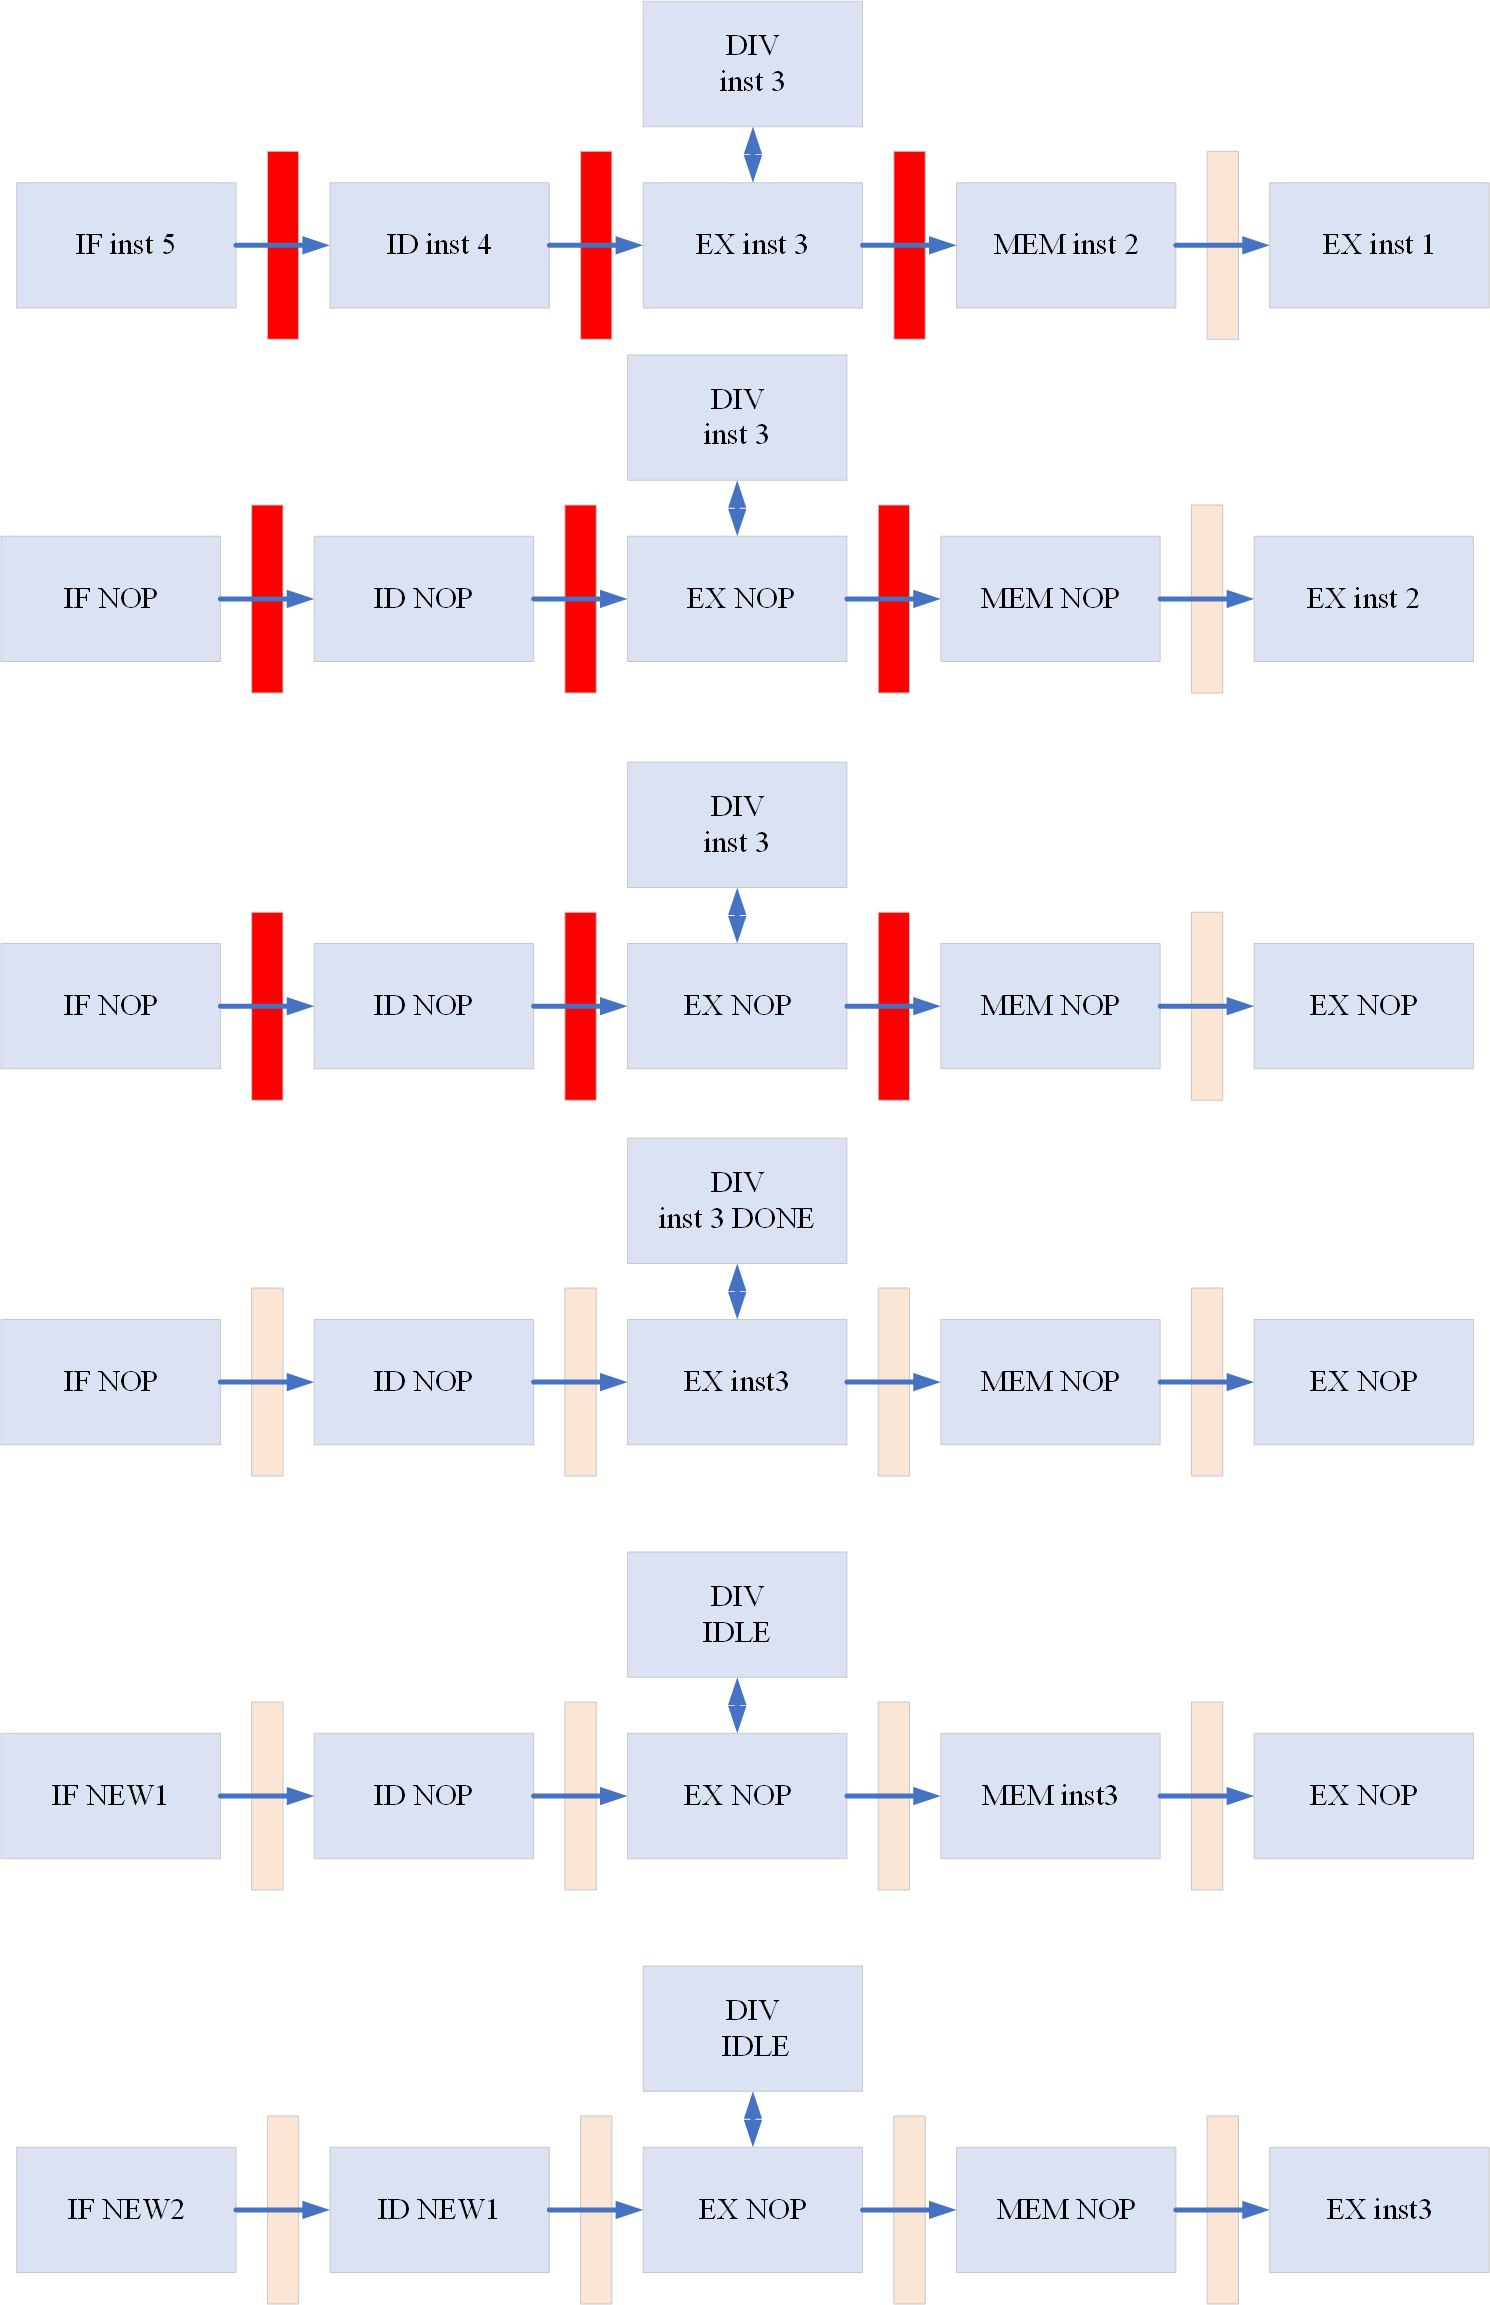 DIV
inst 3
IF inst 5
ID inst 4
EX inst 3
MEM inst 2
EX inst 1
DIV
inst 3
IF NOP
ID NOP
EX NOP
MEM NOP
EX inst 2
DIV
inst 3
IF NOP
ID NOP
EX NOP
MEM NOP
EX NOP
DIV
inst 3 DONE
IF NOP
ID NOP
EX inst3
MEM NOP
EX NOP
DIV
IDLE
IF NEW1
ID NOP
EX NOP
MEM inst3
EX NOP
DIV
IDLE
IF NEW2
ID NEW1
EX NOP
MEM NOP
EX inst3